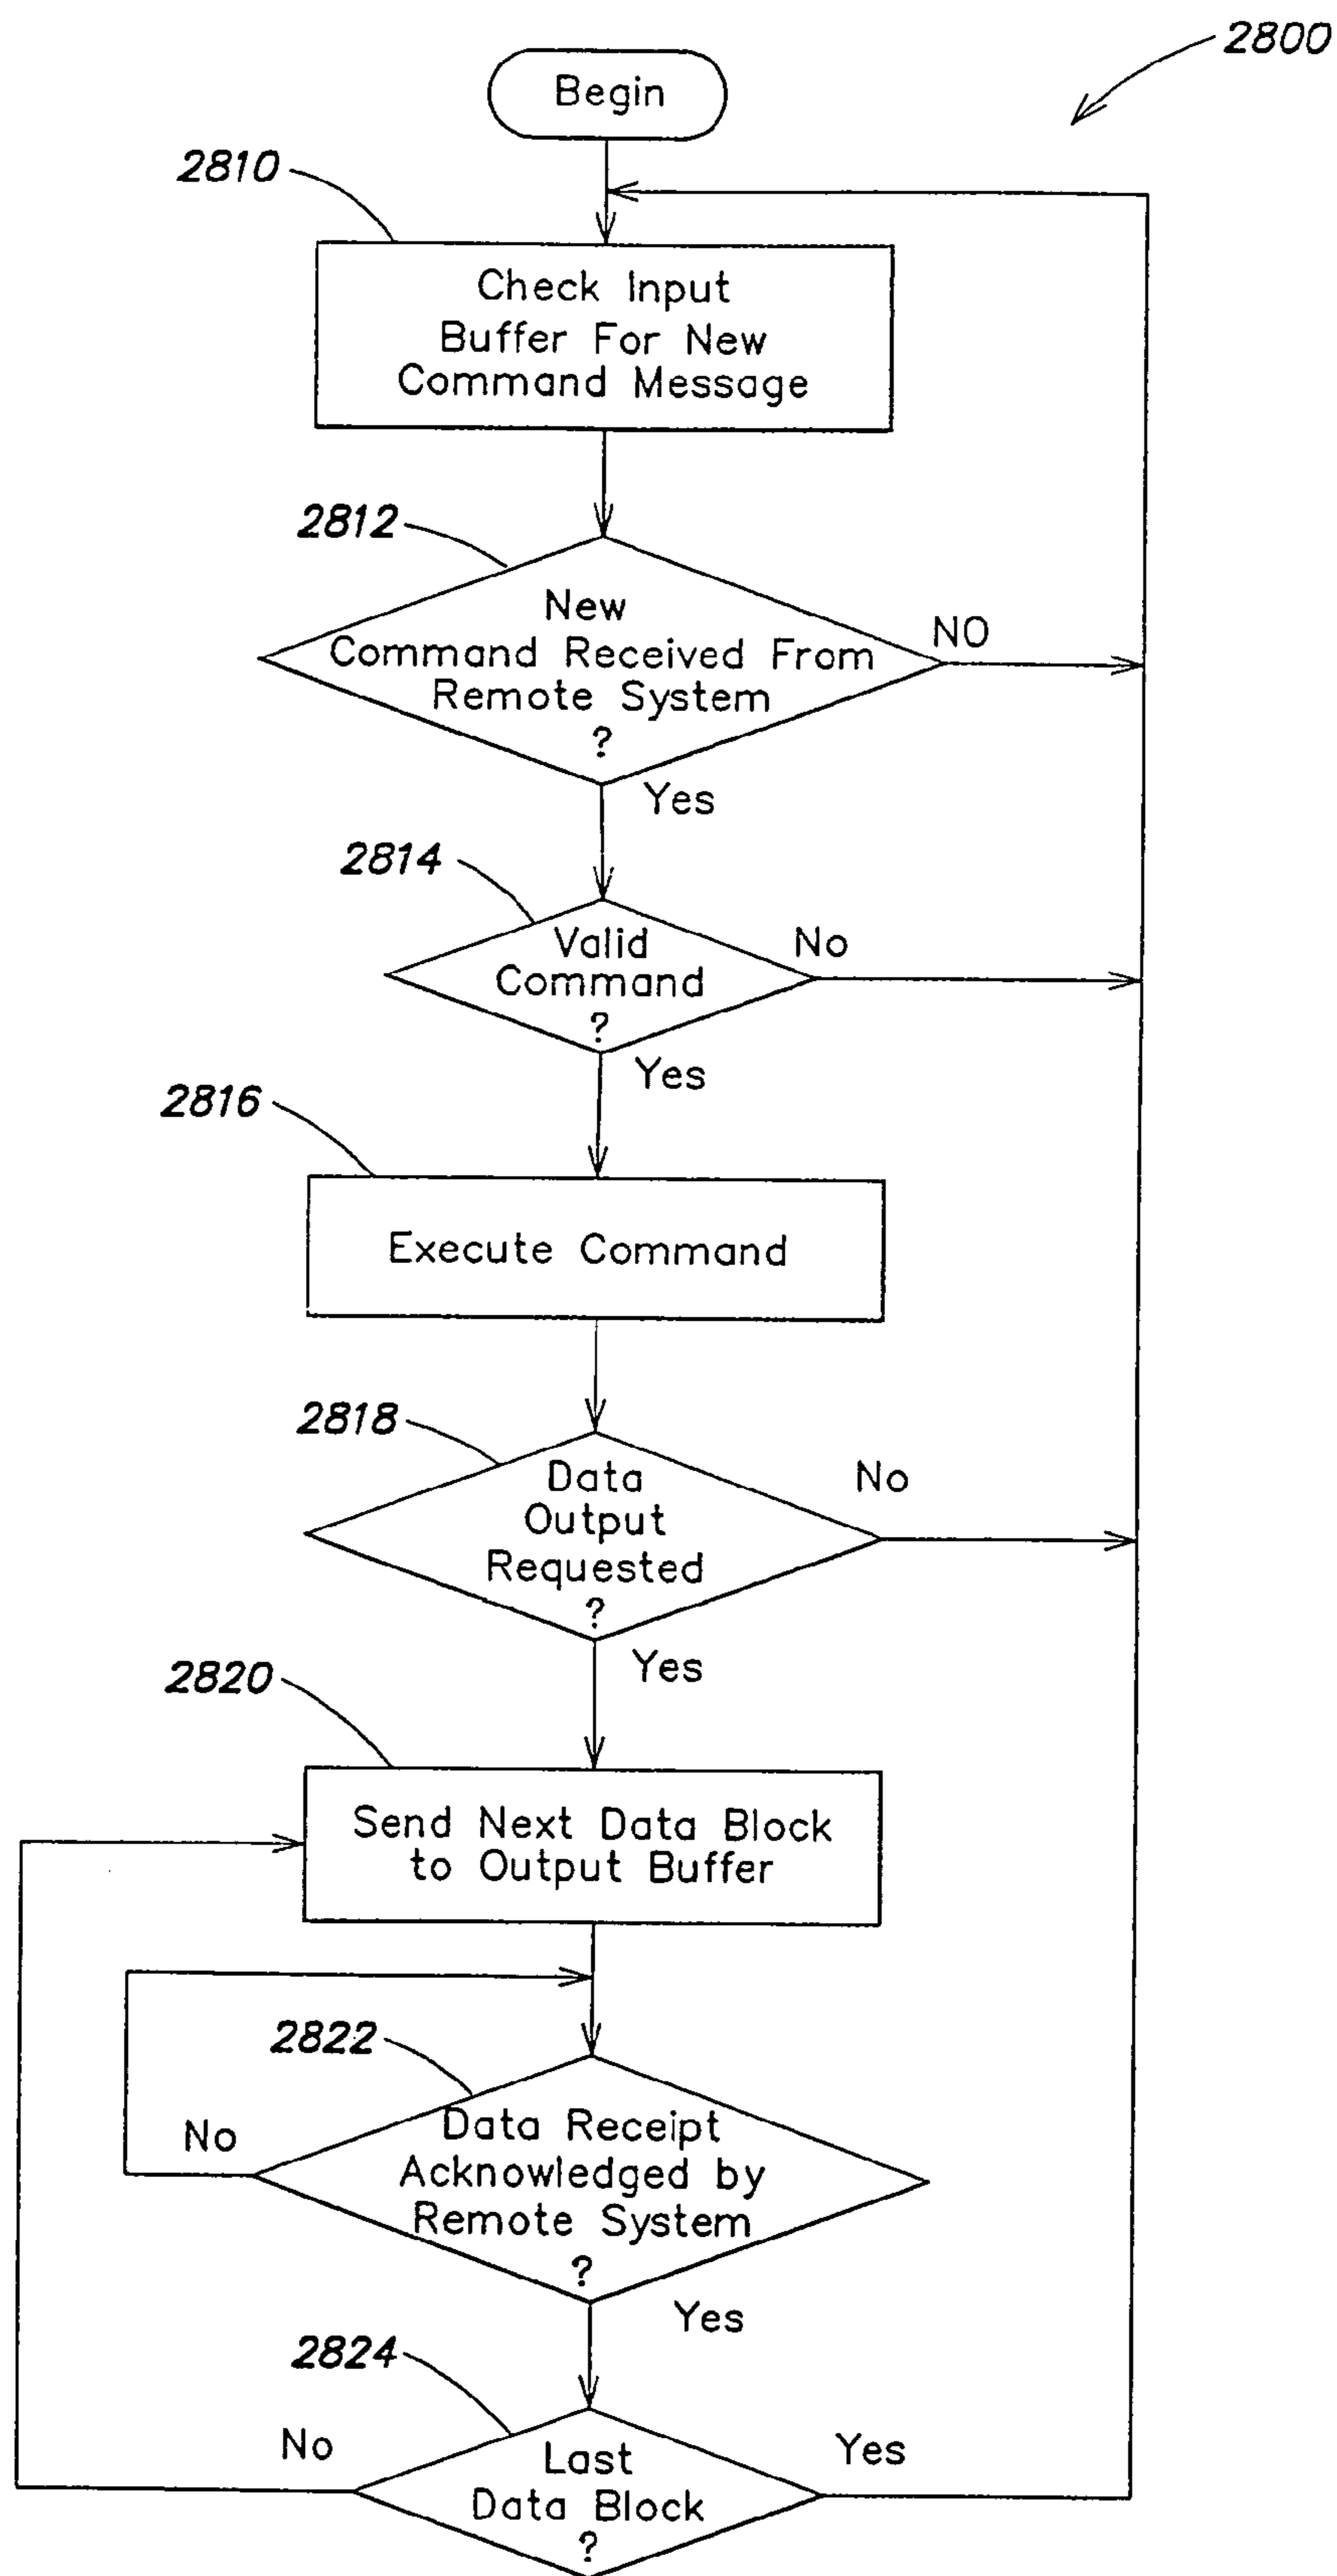 2800
Begin
2810
Check Input
Buffer For New
Command Message
2812
New
Command Received From
Remote System
?
NO
Yes
2814
Valid
Command
?
No
Yes
2816
Execute Command
2818
Data
Output
Requested
?
No
Yes
2820
Send Next Data Block
to Output Buffer
2822
No
Data Receipt
Acknowledged by
Remote System
?
Yes
2824
No
Last
Data Block
?
Yes